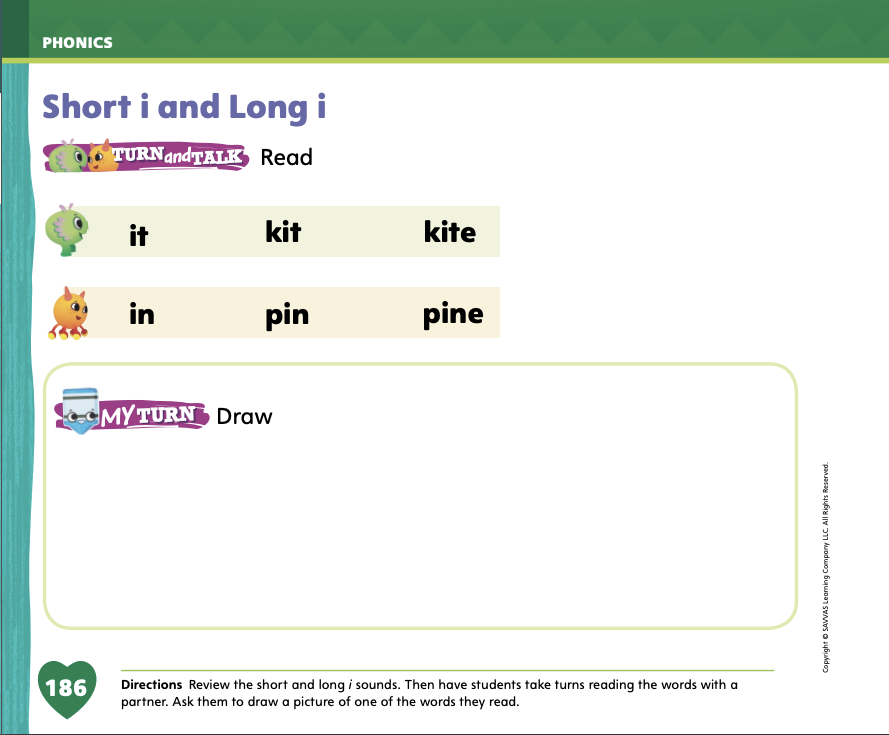 PHONICS
Short i and Long i
TURN and TALK Read
it kit kite
in pin pine
MY TURN Draw
Copyright © SAVVAS Learning Company LLC. All Rights Reserved.
186
Directions Review the short and long i sounds. Then have students take turns reading the words with a
partner. Ask them to draw a picture of one of the words they read.